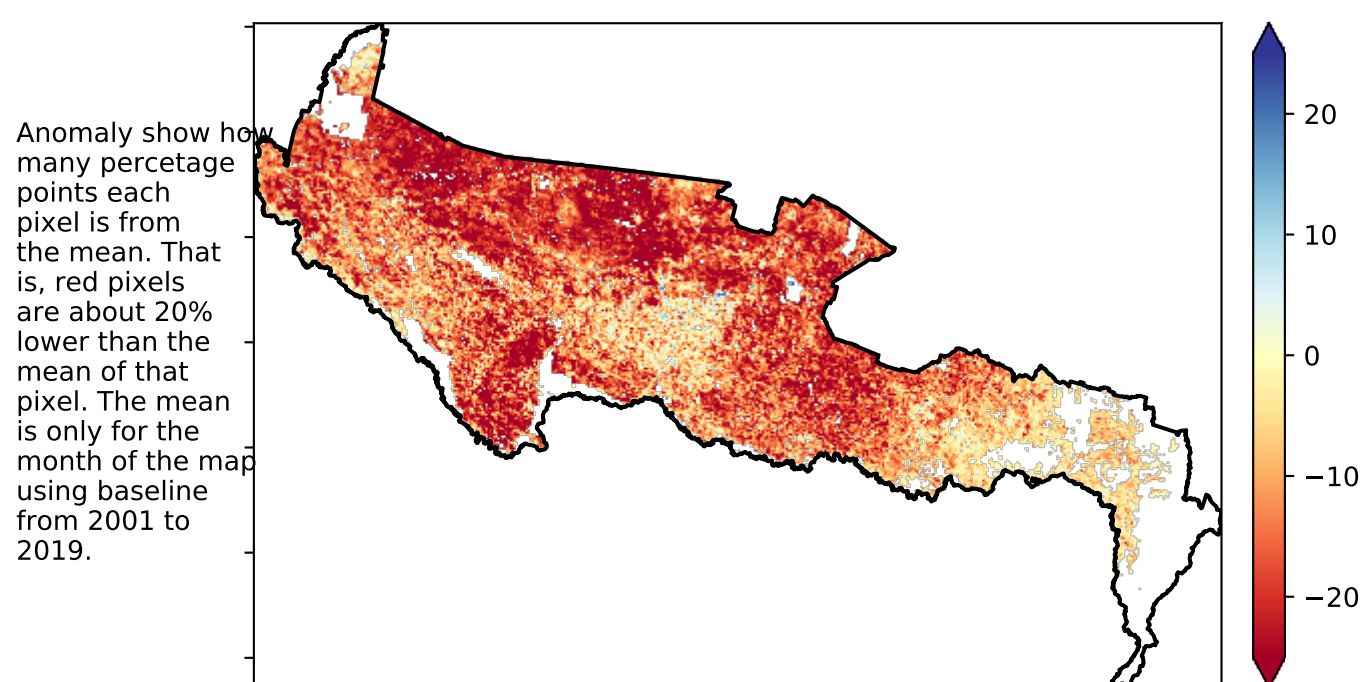 Anomaly show how
many percetage
points each
pixel is from
the mean. That
is, red pixels
are about 20%
lower than the
mean of that
pixel. The mean
is only for the
month of the map
using baseline
from 2001 to
2019.
20
10
0
−10
−20